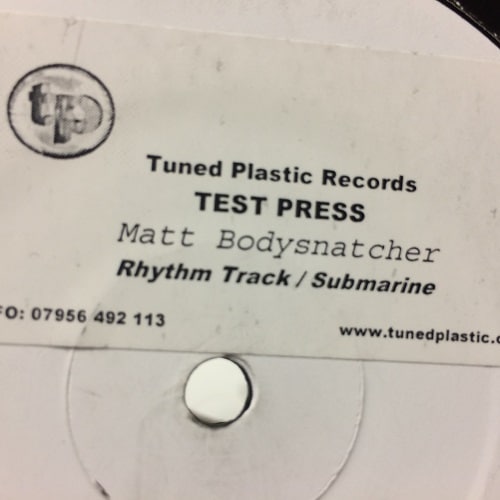 tp
Tuned Plastic Records
TEST PRESS
Matt Bodysnatcher
Rhythm Track / Submarine
FO: 07956 492 113
www.tunedplastic.c